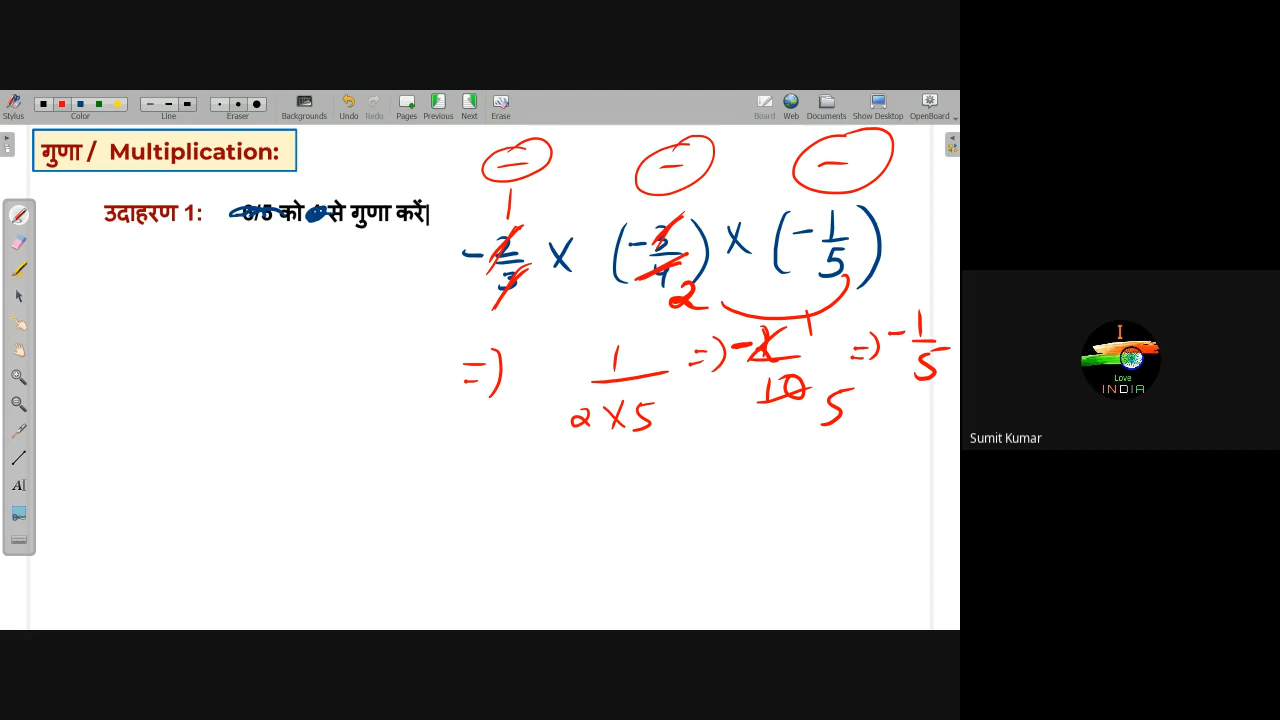 Stylus
Color
Line
Eraser
Backgrounds
Undo
Redo
Pages
Previous
Next
Erase
Board
Web
Documents
Show Desktop
OpenBoard
गुणा / Multiplication:
− − −
उदाहरण 1: को से गुणा करें|
1
-2/3 × (-3/4) × (-1/5)
2
=) 1/2×5 =) - /10 1 5 =) -1/5
I
Love
INDIA
Sumit Kumar